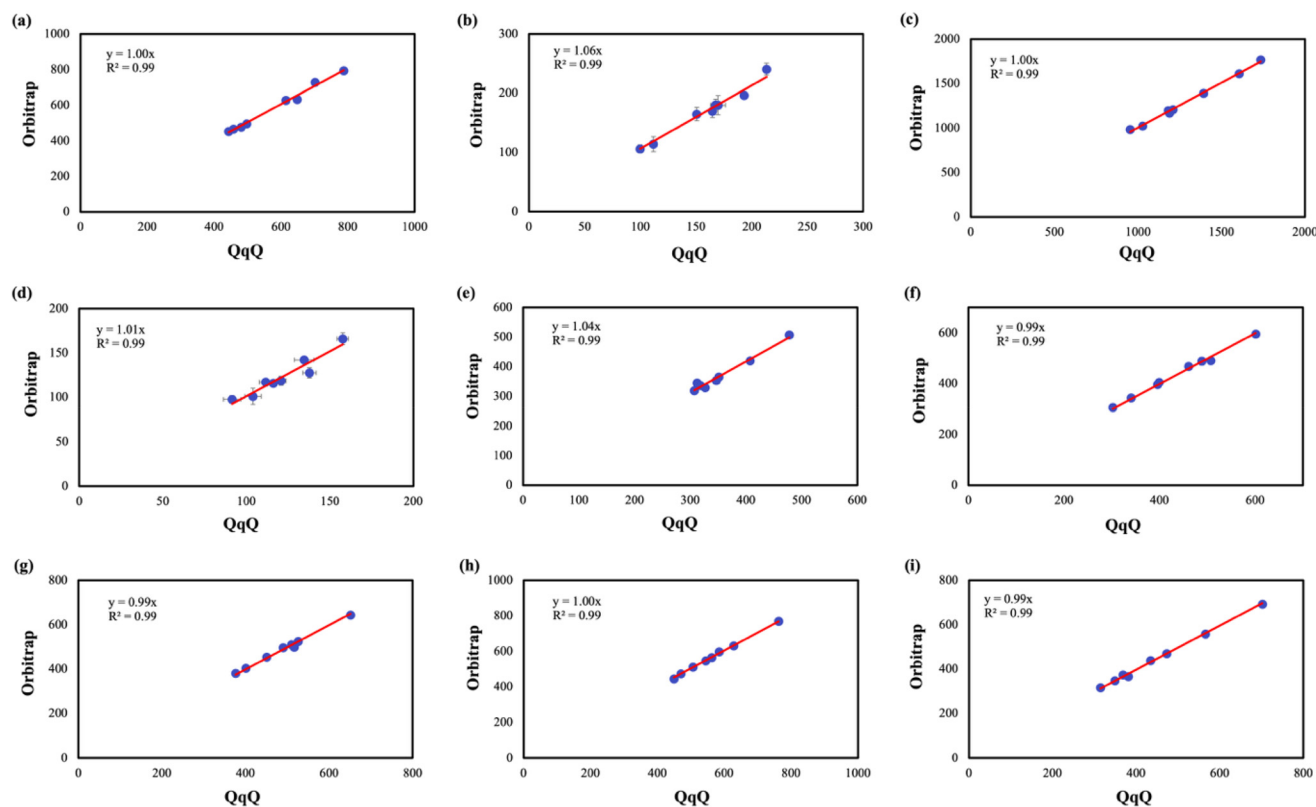 (a)
y = 1.00x
R² = 0.99
1000
800
600
400
200
0
Orbitrap
0 200 400 600 800 1000
QqQ
(b)
y = 1.06x
R² = 0.99
300
200
100
0
Orbitrap
0 50 100 150 200 250 300
QqQ
(c)
y = 1.00x
R² = 0.99
2000
1500
1000
500
0
Orbitrap
0 500 1000 1500 2000
QqQ
(d)
y = 1.01x
R² = 0.99
200
150
100
50
0
Orbitrap
0 50 100 150 200
QqQ
(e)
y = 1.04x
R² = 0.99
600
500
400
300
200
100
0
Orbitrap
0 100 200 300 400 500 600
QqQ
(f)
y = 0.99x
R² = 0.99
600
400
200
0
Orbitrap
0 200 400 600
QqQ
(g)
y = 0.99x
R² = 0.99
800
600
400
200
0
Orbitrap
0 200 400 600 800
QqQ
(h)
y = 1.00x
R² = 0.99
1000
800
600
400
200
0
Orbitrap
0 200 400 600 800 1000
QqQ
(i)
y = 0.99x
R² = 0.99
800
600
400
200
0
Orbitrap
0 200 400 600 800
QqQ